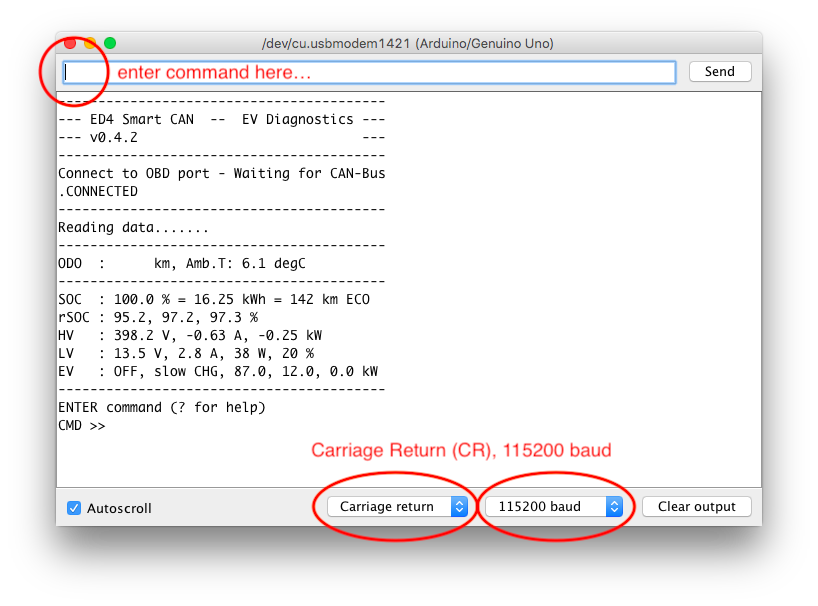 /dev/cu.usbmodem1421 (Arduino/Genuino Uno)
enter command here... Send
---------------------------------------
--- ED4 Smart CAN  --  EV Diagnostics ---
--- v0.4.2                            ---
-----------------------------------------
Connect to OBD port - Waiting for CAN-Bus
.CONNECTED
-----------------------------------------
Reading data.......
-----------------------------------------
ODO  :      km, Amb.T: 6.1 degC
-----------------------------------------
SOC  : 100.0 % = 16.25 kWh = 142 km ECO
rSOC : 95.2, 97.2, 97.3 %
HV   : 398.2 V, -0.63 A, -0.25 kW
LV   : 13.5 V, 2.8 A, 38 W, 20 %
EV   : OFF, slow CHG, 87.0, 12.0, 0.0 kW
-----------------------------------------
ENTER command (? for help)
CMD >>
Carriage Return (CR), 115200 baud
Autoscroll Carriage return 115200 baud Clear output